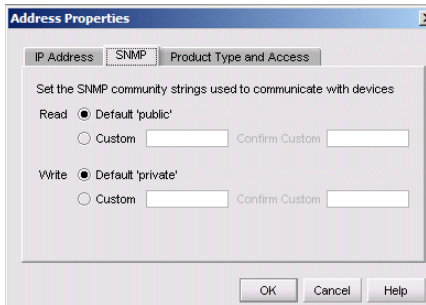 Address Properties
IP Address SNMP Product Type and Access
Set the SNMP community strings used to communicate with devices
Read Default 'public'
Custom Confirm Custom
Write Default 'private'
Custom Confirm Custom
OK Cancel Help